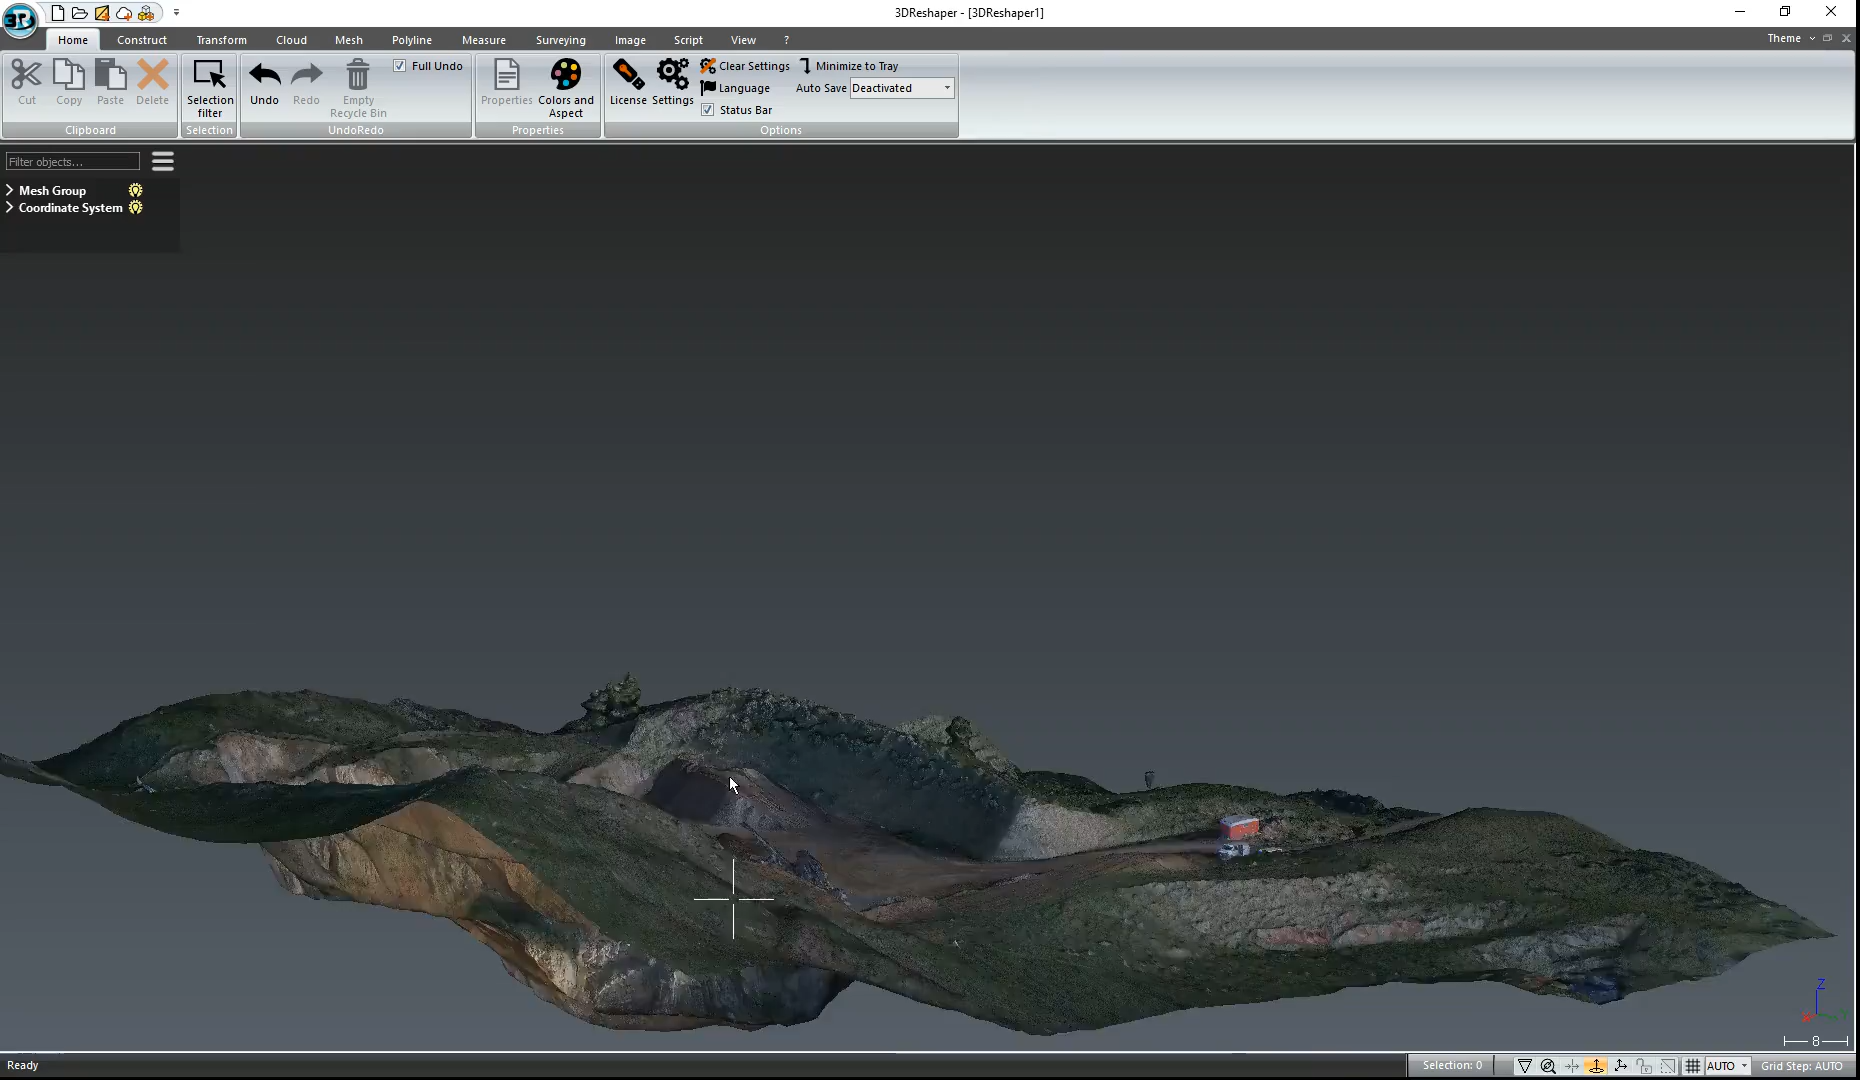 3DReshaper - [3DReshaper1]
Home Construct Transform Cloud Mesh Polyline Measure Surveying Image Script View ? Theme
Cut Copy Paste Delete
Clipboard
Selection filter
Selection
Undo Redo Empty Recycle Bin Full Undo
UndoRedo
Properties Colors and Aspect
Properties
License Settings Clear Settings Minimize to Tray
Language Auto Save Deactivated
Status Bar
Options
Filter objects...
Mesh Group
Coordinate System
Z
8
Ready Selection: 0 AUTO Grid Step: AUTO